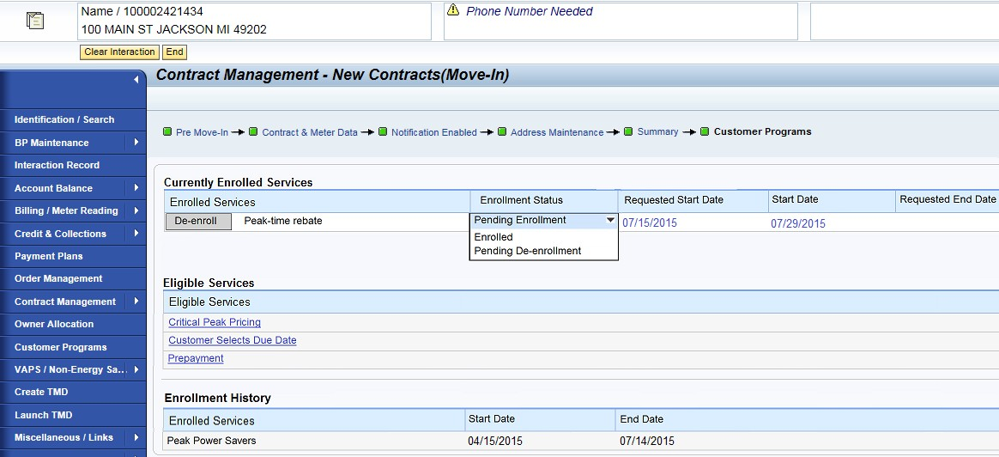 Name / 100002421434
100 MAIN ST JACKSON MI 49202
Phone Number Needed
Clear Interaction End
Contract Management - New Contracts(Move-In)
Identification / Search
BP Maintenance
Interaction Record
Account Balance
Billing / Meter Reading
Credit & Collections
Payment Plans
Order Management
Contract Management
Owner Allocation
Customer Programs
VAPS / Non-Energy Sa...
Create TMD
Launch TMD
Miscellaneous / Links
Pre Move-In Contract & Meter Data Notification Enabled Address Maintenance Summary Customer Programs
Currently Enrolled Services
Enrolled Services Enrollment Status Requested Start Date Start Date Requested End Date
De-enroll Peak-time rebate Pending Enrollment 07/15/2015 07/29/2015
Enrolled
Pending De-enrollment
Eligible Services
Eligible Services
Critical Peak Pricing
Customer Selects Due Date
Prepayment
Enrollment History
Enrolled Services Start Date End Date
Peak Power Savers 04/15/2015 07/14/2015